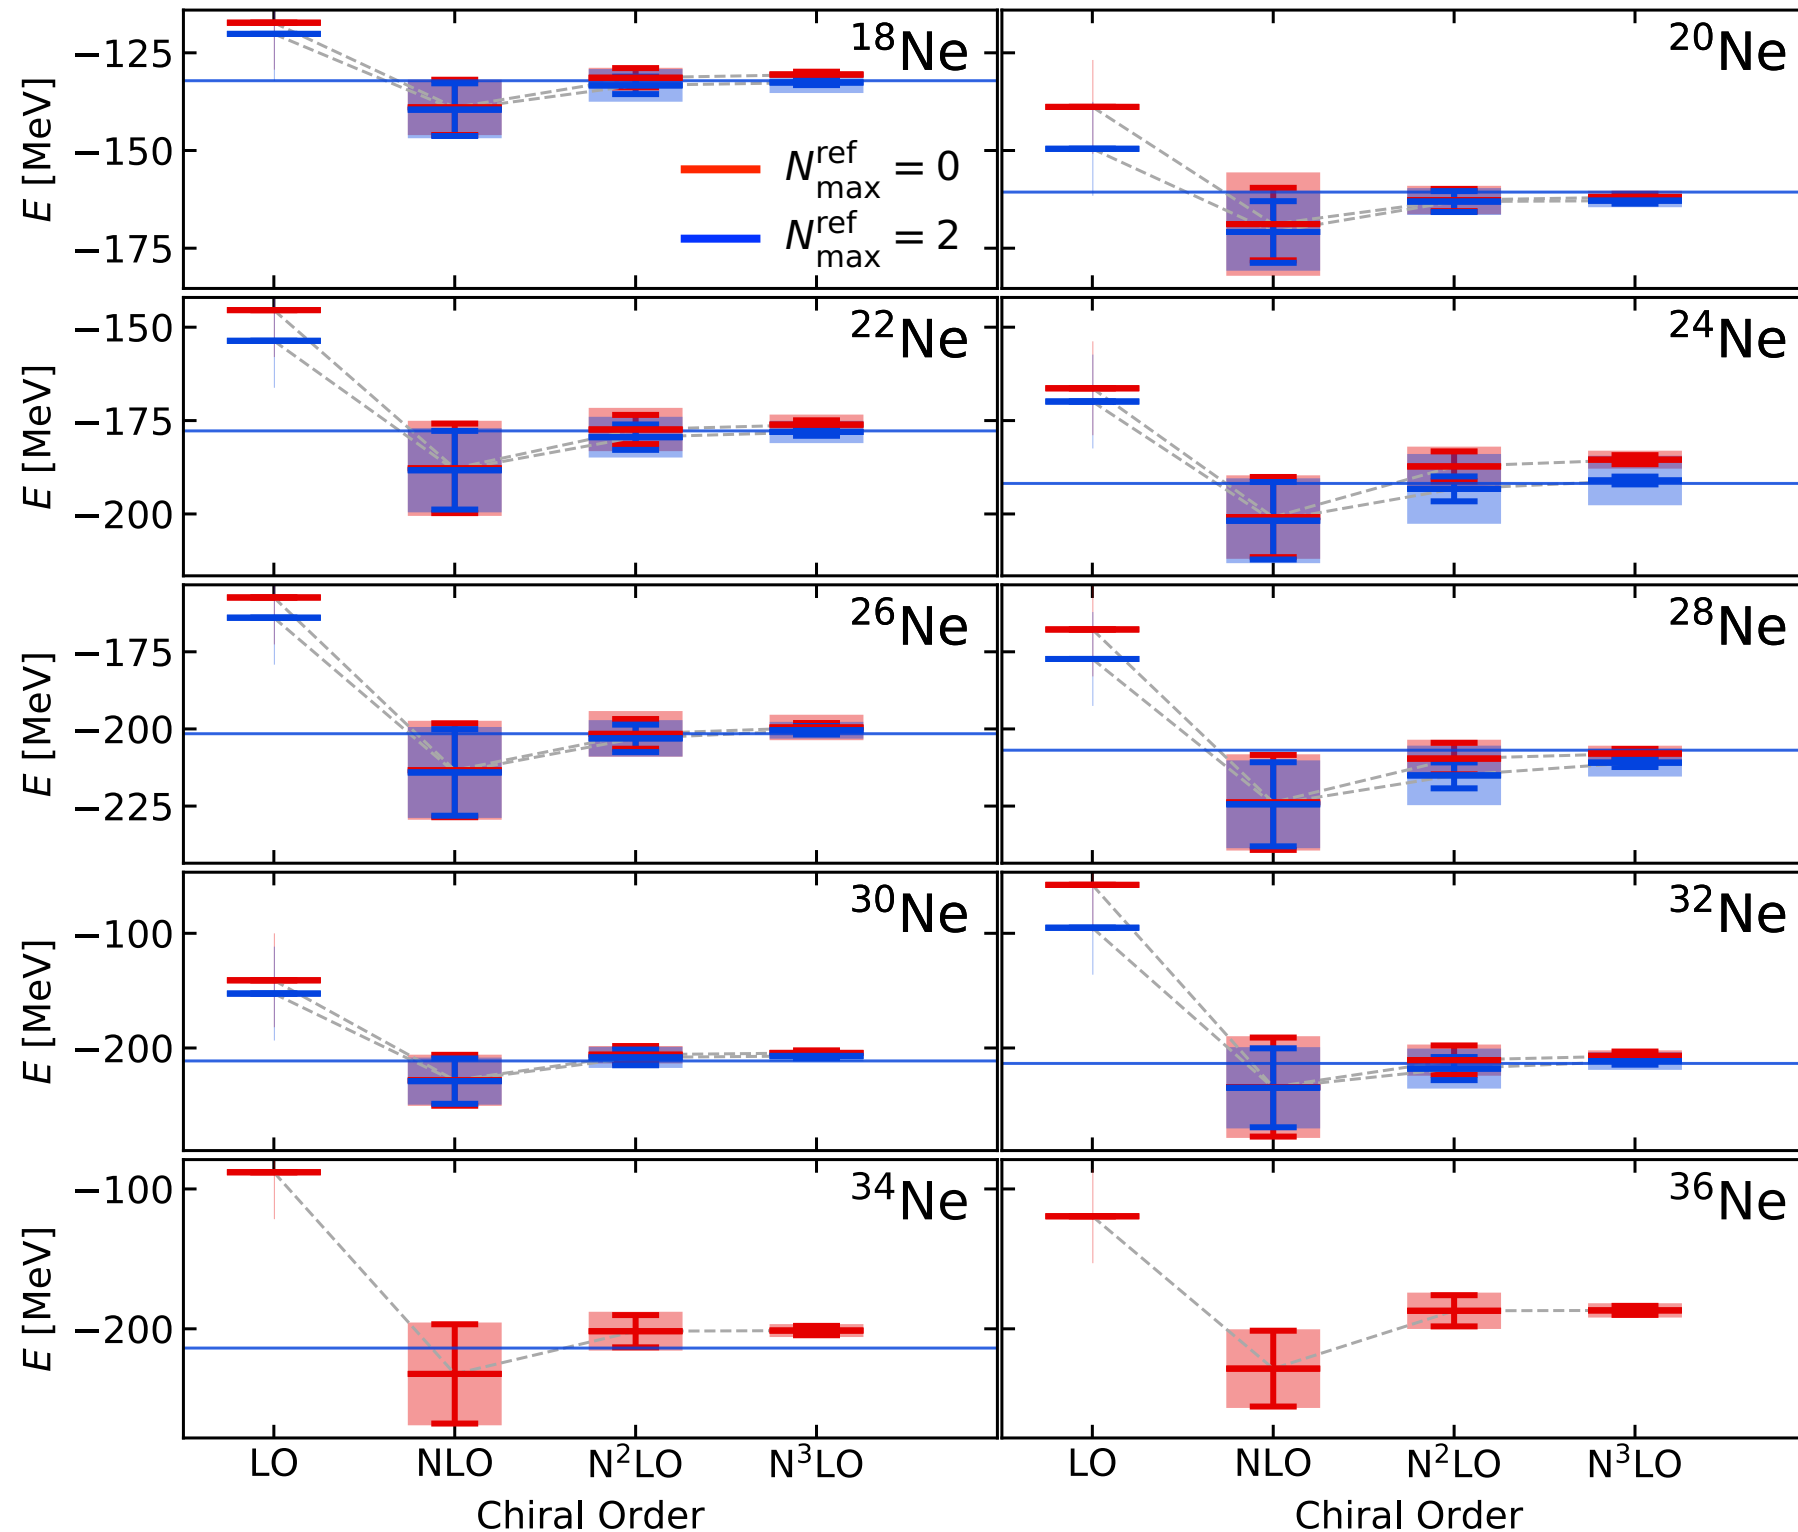 ¹⁸Ne
²⁰Ne
E [MeV]
−125
−150
−175
N_max^ref = 0
N_max^ref = 2
²²Ne
²⁴Ne
E [MeV]
−150
−175
−200
²⁶Ne
²⁸Ne
E [MeV]
−175
−200
−225
³⁰Ne
³²Ne
E [MeV]
−100
−200
³⁴Ne
³⁶Ne
E [MeV]
−100
−200
LO NLO N²LO N³LO
LO NLO N²LO N³LO
Chiral Order
Chiral Order